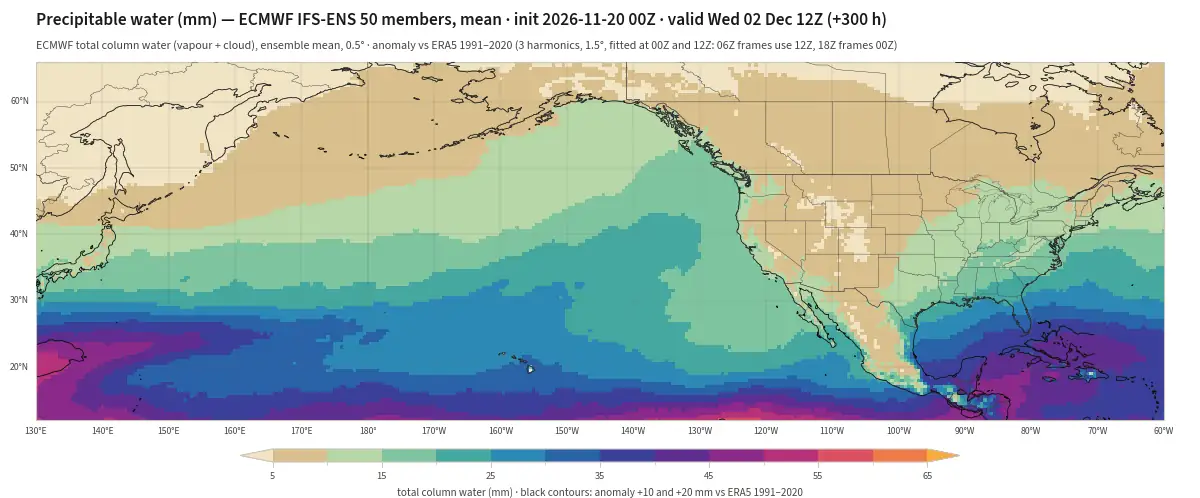 Precipitable water (mm) — ECMWF IFS-ENS 50 members, mean · init 2026-11-20 00Z · valid Wed 02 Dec 12Z (+300 h)
ECMWF total column water (vapour + cloud), ensemble mean, 0.5° · anomaly vs ERA5 1991–2020 (3 harmonics, 1.5°, fitted at 00Z and 12Z: 06Z frames use 12Z, 18Z frames 00Z)
60°N
50°N
40°N
30°N
20°N
130°E 140°E 150°E 160°E 170°E 180° 170°W 160°W 150°W 140°W 130°W 120°W 110°W 100°W 90°W 80°W 70°W 60°W
5 15 25 35 45 55 65
total column water (mm) · black contours: anomaly +10 and +20 mm vs ERA5 1991–2020